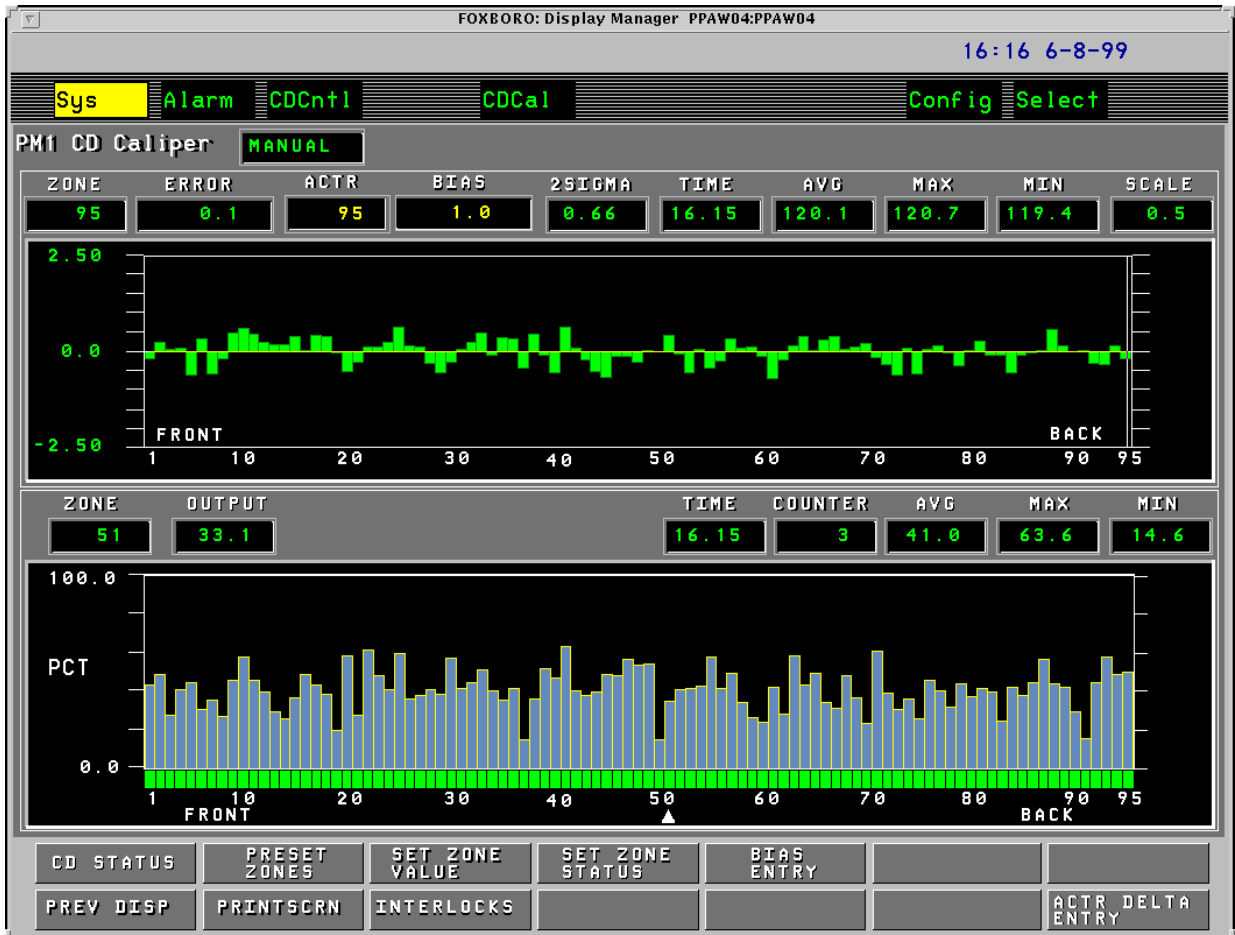 FOXBORO: Display Manager PPAW04:PPAW04
16:16 6-8-99
Sys Alarm CDCntl CDCal Config Select
PM1 CD Caliper MANUAL
ZONE ERROR ACTR BIAS 2SIGMA TIME AVG MAX MIN SCALE
95 0.1 95 1.0 0.66 16.15 120.1 120.7 119.4 0.5
2.50
0.0
-2.50
FRONT BACK
1 10 20 30 40 50 60 70 80 90 95
ZONE OUTPUT TIME COUNTER AVG MAX MIN
51 33.1 16.15 3 41.0 63.6 14.6
100.0
PCT
0.0
1 10 20 30 40 50 60 70 80 90 95
FRONT BACK
CD STATUS
PRESET
ZONES
SET ZONE
VALUE
SET ZONE
STATUS
BIAS
ENTRY
PREV DISP
PRINTSCRN
INTERLOCKS
ACTR DELTA
ENTRY